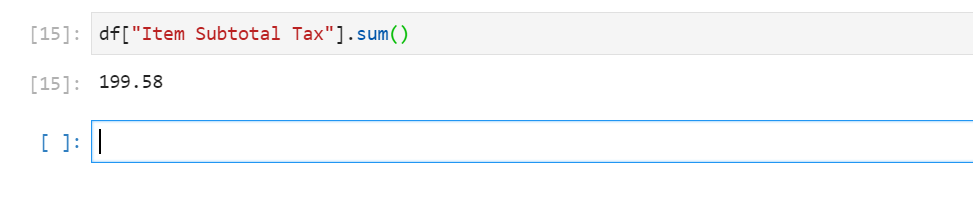 [15]: df["Item Subtotal Tax"].sum()
[15]: 199.58
[ ]: